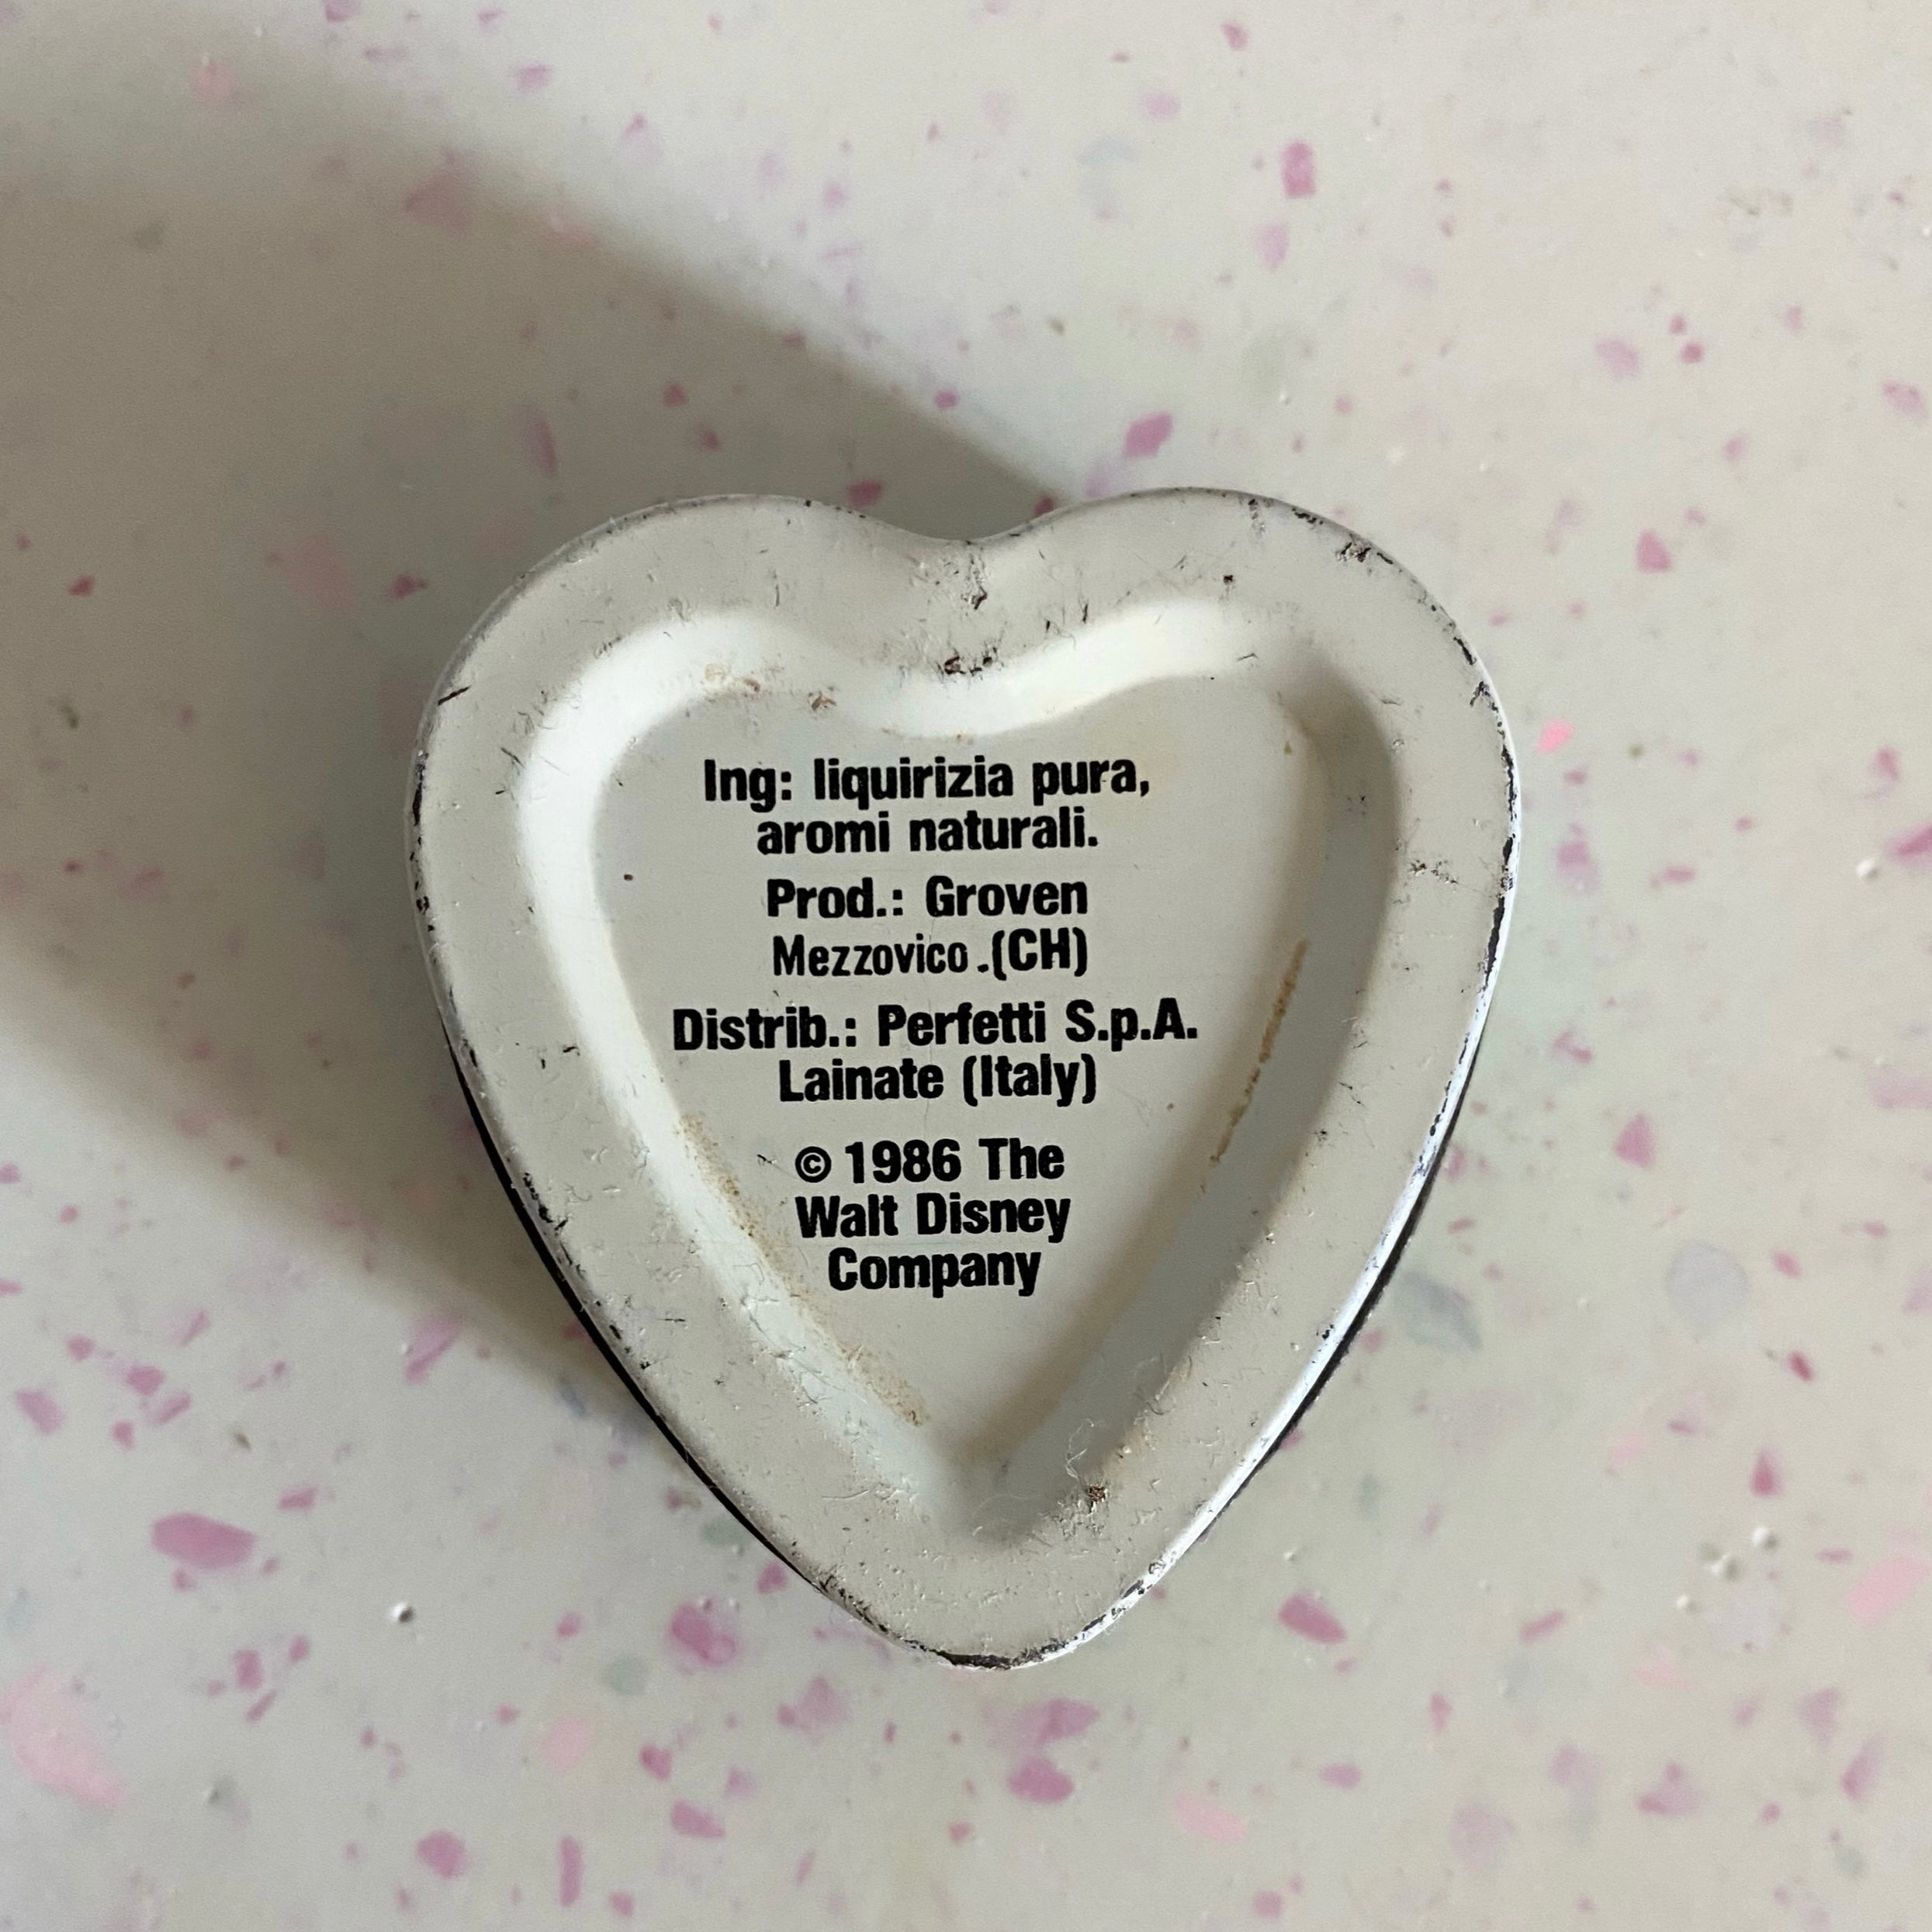 Ing: liquirizia pura,
aromi naturali.
Prod.: Groven
Mezzovico .(CH)
Distrib.: Perfetti S.p.A.
Lainate (Italy)
© 1986 The
Walt Disney
Company